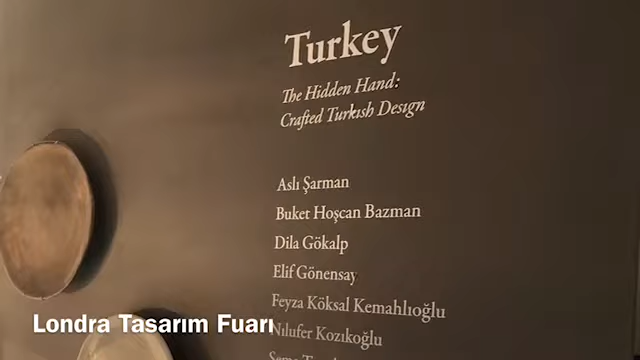 Turkey
The Hidden Hand:
Crafted Turkish Design
Aslı Şarman
Buket Hoşcan Bazman
Dila Gökalp
Elif Gönensay
Feyza Köksal Kemahlıoğlu
Nılufer Kozıkoğlu
Londra Tasarım Fuarı